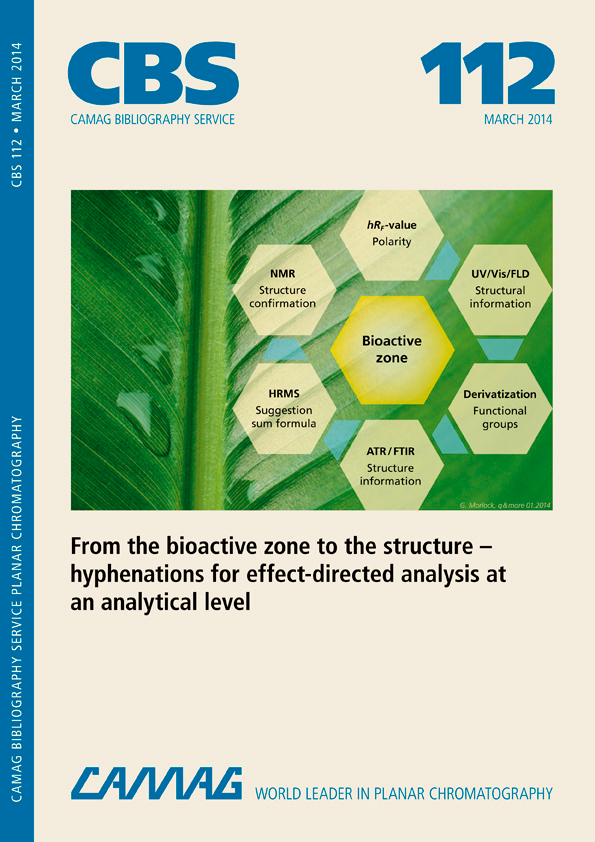 CBS 112 • MARCH 2014
CAMAG BIBLIOGRAPHY SERVICE PLANAR CHROMATOGRAPHY
CBS
CAMAG BIBLIOGRAPHY SERVICE
112
MARCH 2014
hRF-value
Polarity
NMR
Structure
confirmation
UV/Vis/FLD
Structural
information
Bioactive
zone
HRMS
Suggestion
sum formula
Derivatization
Functional
groups
ATR/FTIR
Structure
information
G. Morlock, q&more 01.2014
From the bioactive zone to the structure –
hyphenations for effect-directed analysis at
an analytical level
CAMAG
WORLD LEADER IN PLANAR CHROMATOGRAPHY